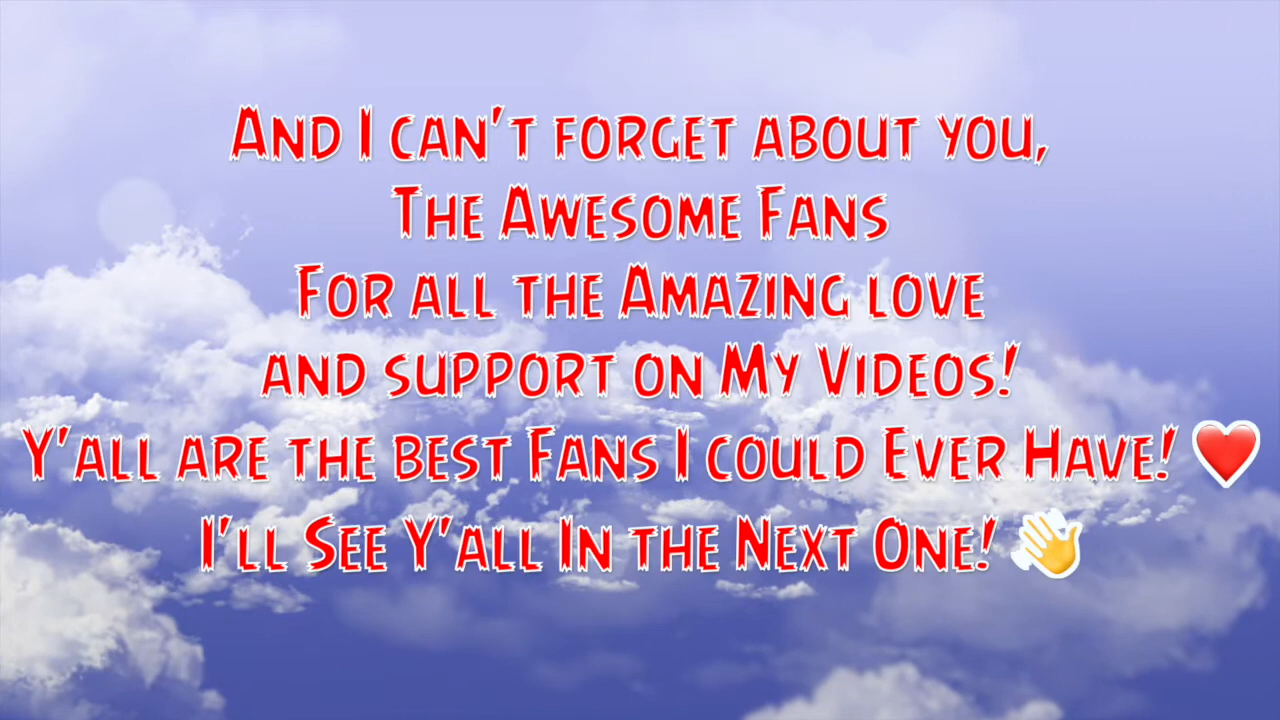 And I can't forget about you,
The Awesome Fans
For all the Amazing love
and support on My Videos!
Y'all are the best Fans I could Ever Have! ❤️
I'll See Y'all In the Next One! 👋